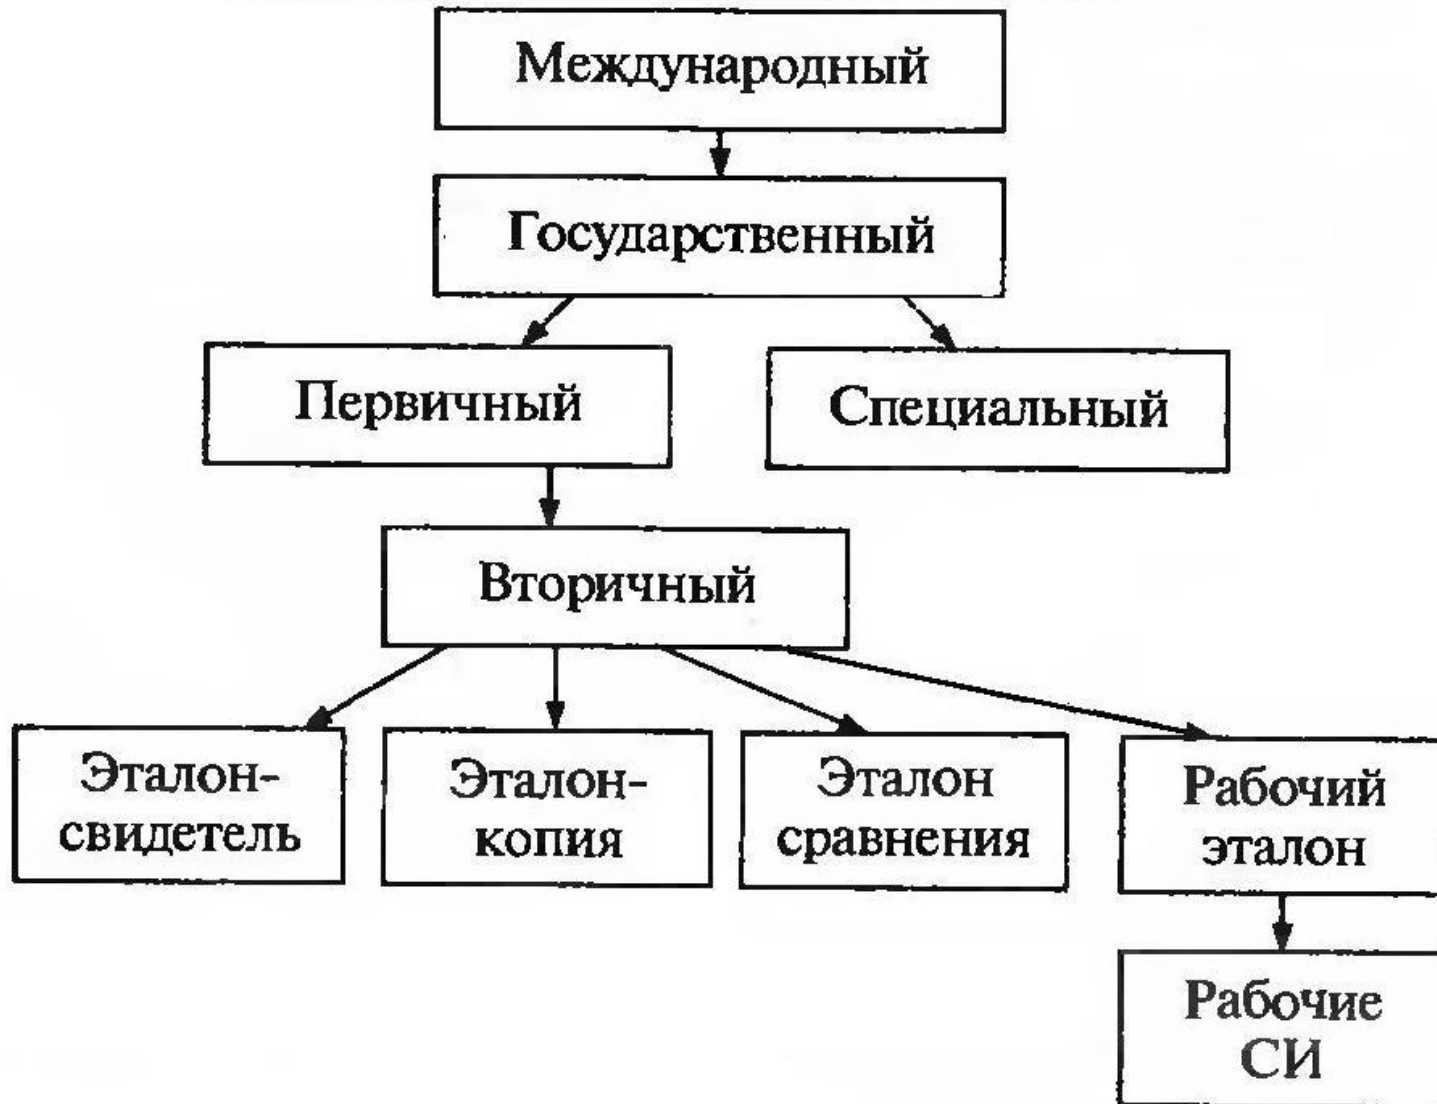 Международный
Государственный
Первичный
Специальный
Вторичный
Эталон-
свидетель
Эталон-
копия
Эталон
сравнения
Рабочий
эталон
Рабочие
СИ